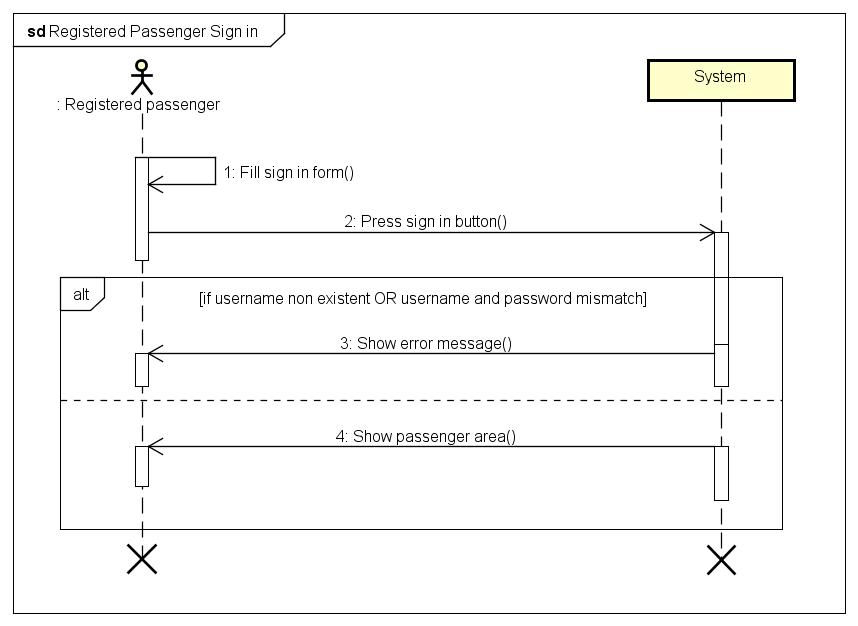 sd Registered Passenger Sign in
: Registered passenger
System
1: Fill sign in form()
2: Press sign in button()
alt
[if username non existent OR username and password mismatch]
3: Show error message()
4: Show passenger area()